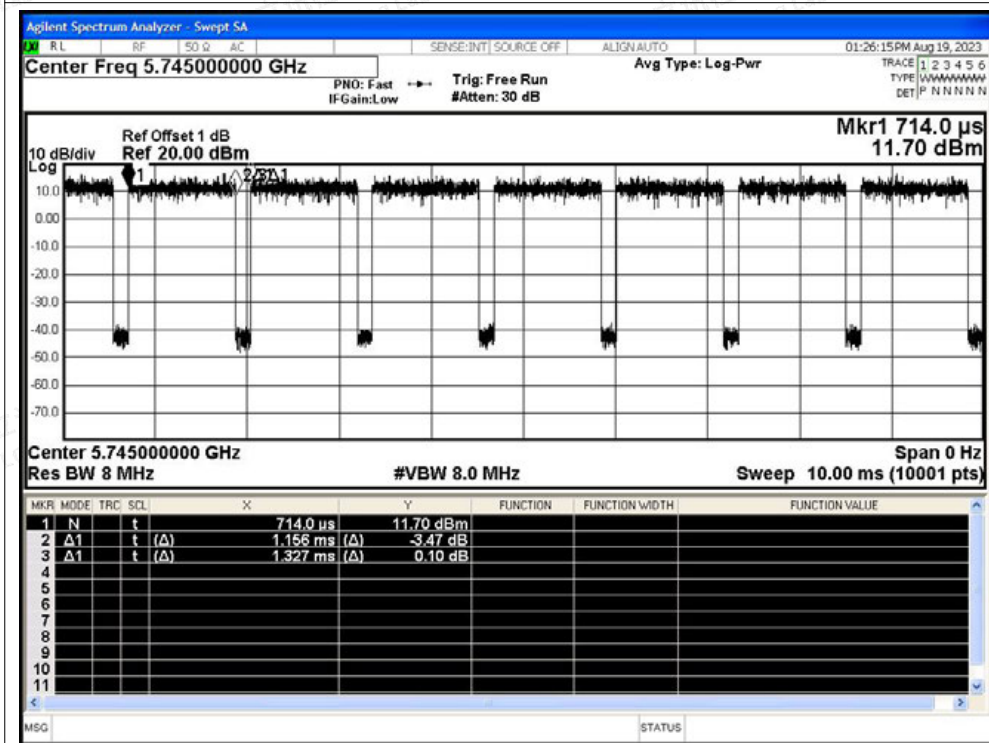 Agilent Spectrum Analyzer - Swept SA
RL RF 50 Ω AC SENSE:INT SOURCE OFF ALIGN AUTO 01:26:15 PM Aug 19, 2023
Center Freq 5.745000000 GHz Avg Type: Log-Pwr TRACE 1 2 3 4 5 6
PNO: Fast Trig: Free Run TYPE WWWWWW
IFGain:Low #Atten: 30 dB DET P N N N N N
Mkr1 714.0 µs
Ref Offset 1 dB
10 dB/div Ref 20.00 dBm 11.70 dBm
Log
1 2 3Δ1
10.0
0.00
-10.0
-20.0
-30.0
-40.0
-50.0
-60.0
-70.0
Center 5.745000000 GHz Span 0 Hz
Res BW 8 MHz #VBW 8.0 MHz Sweep 10.00 ms (10001 pts)
MKR MODE TRC SCL X Y FUNCTION FUNCTION WIDTH FUNCTION VALUE
1 N t 714.0 µs 11.70 dBm
2 Δ1 t (Δ) 1.156 ms (Δ) -3.47 dB
3 Δ1 t (Δ) 1.327 ms (Δ) 0.10 dB
4
5
6
7
8
9
10
11
MSG STATUS